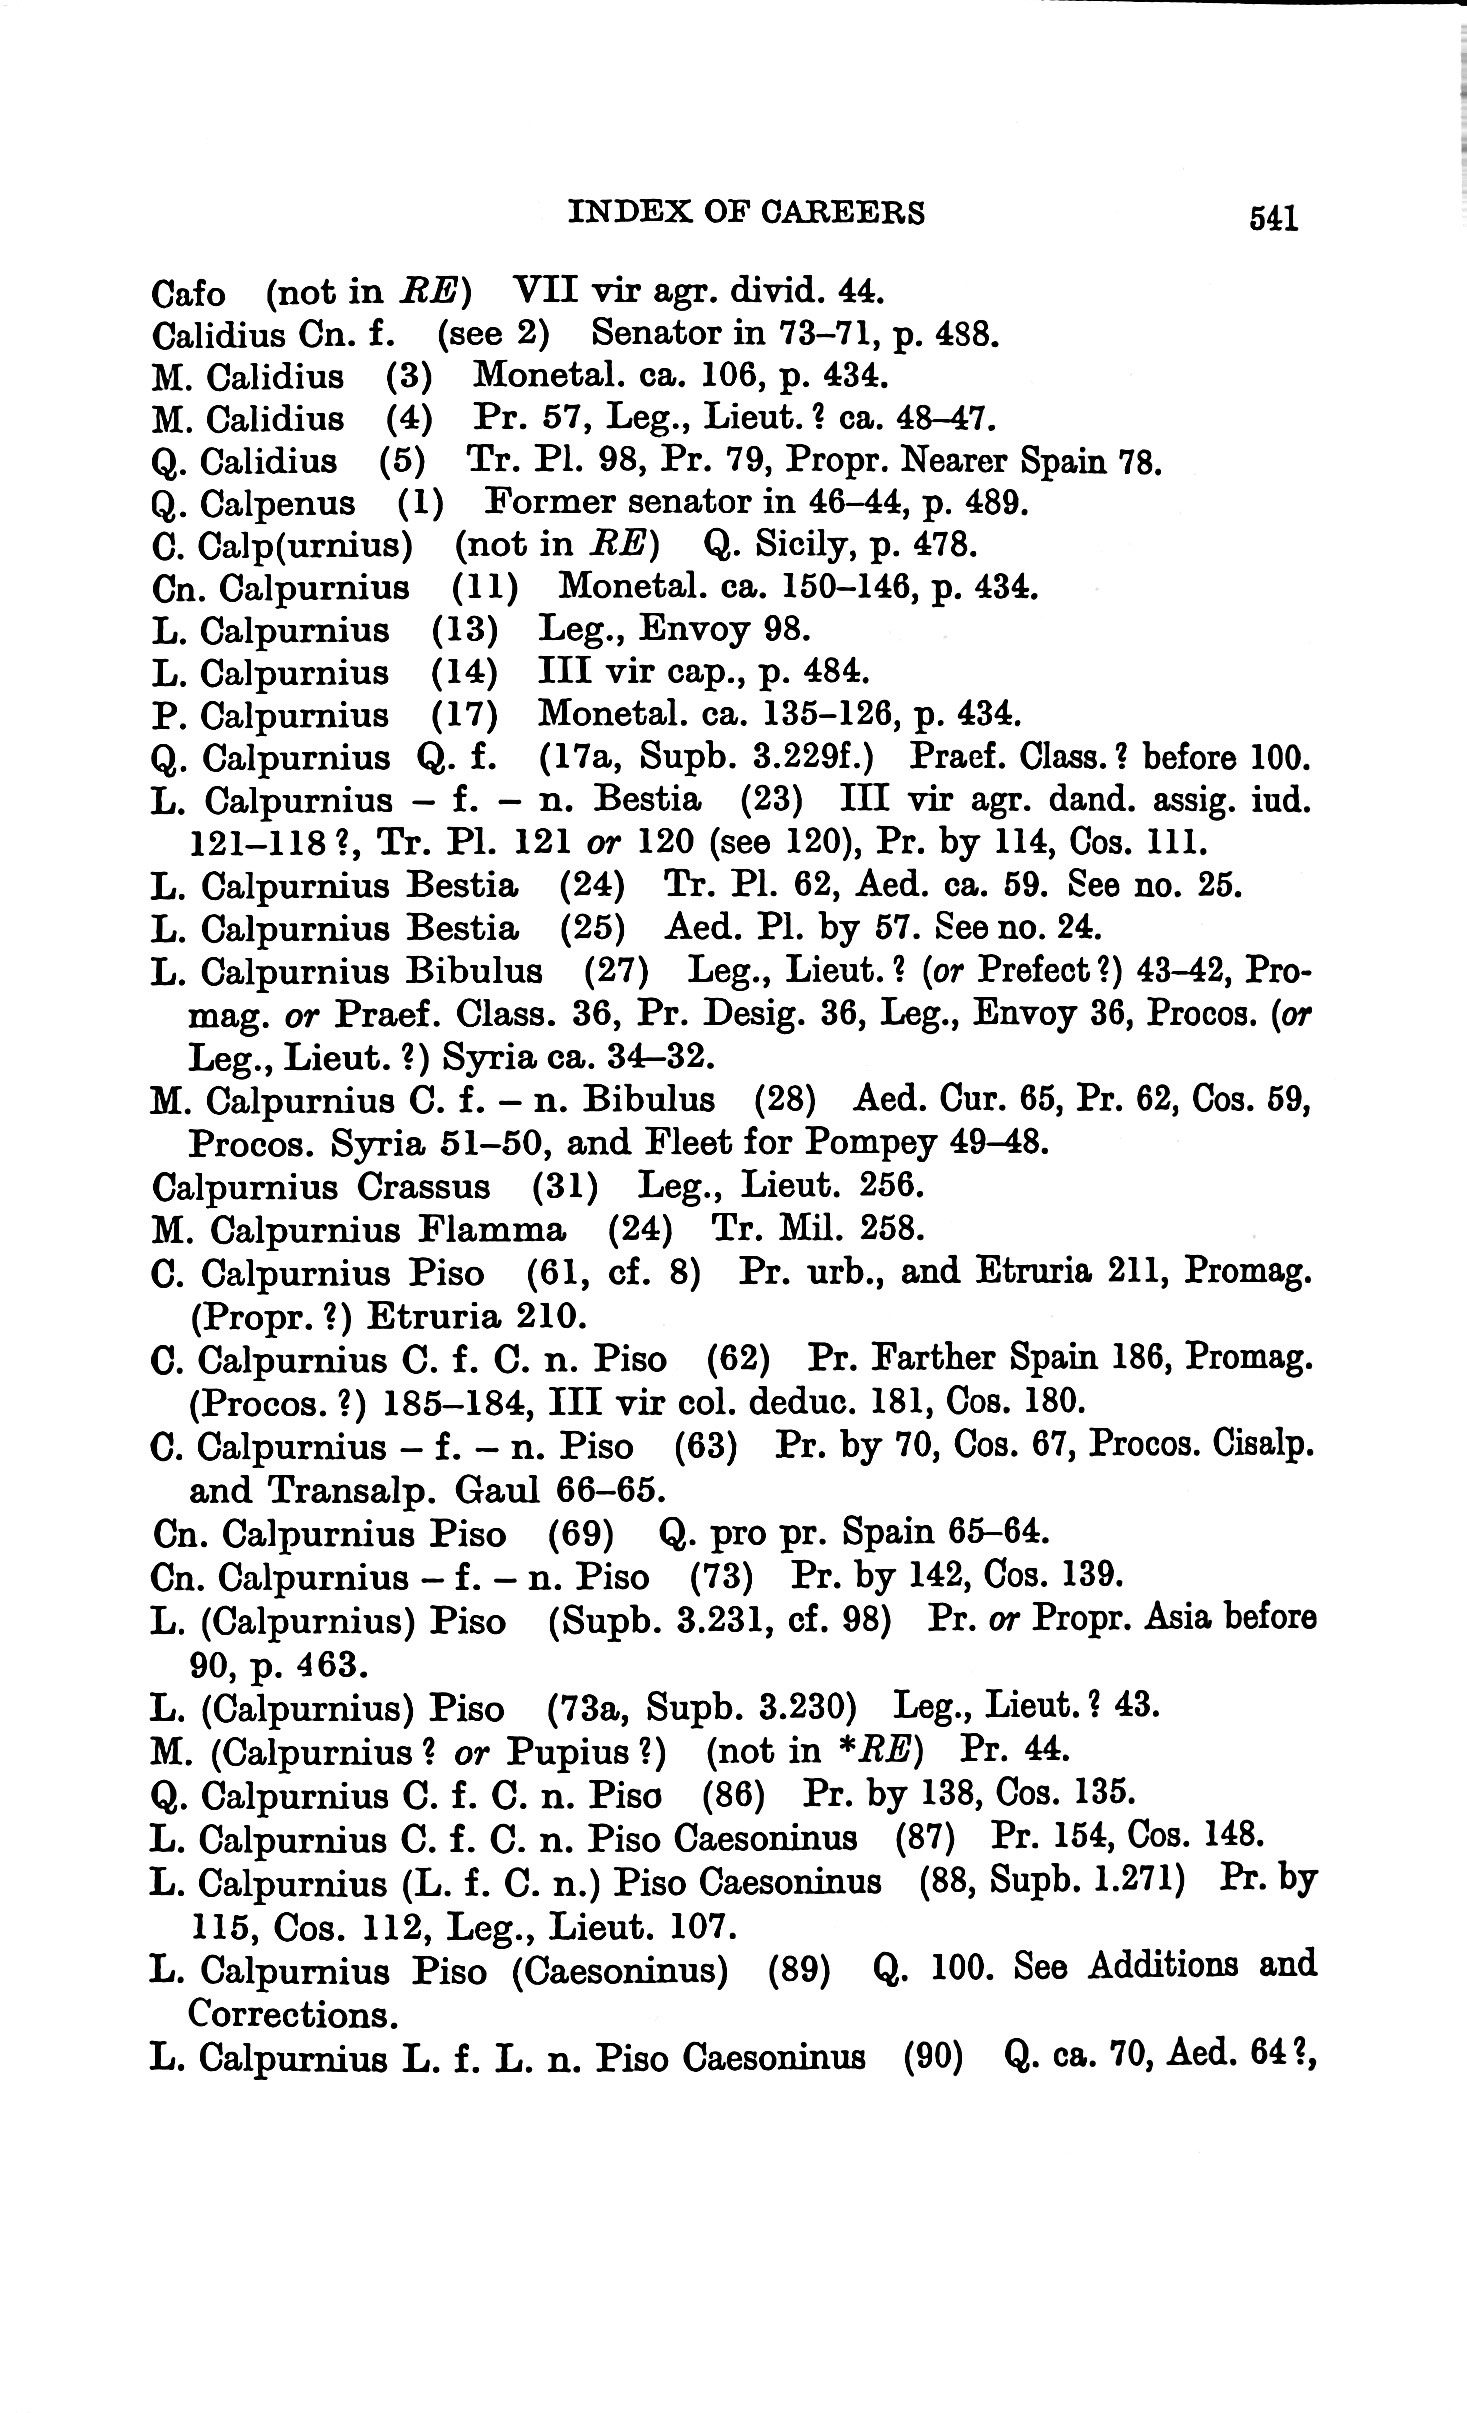 INDEX OF CAREERS 541
Cafo (not in RE) VII vir agr. divid. 44.
Calidius Cn. f. (see 2) Senator in 73–71, p. 488.
M. Calidius (3) Monetal. ca. 106, p. 434.
M. Calidius (4) Pr. 57, Leg., Lieut. ? ca. 48–47.
Q. Calidius (5) Tr. Pl. 98, Pr. 79, Propr. Nearer Spain 78.
Q. Calpenus (1) Former senator in 46–44, p. 489.
C. Calp(urnius) (not in RE) Q. Sicily, p. 478.
Cn. Calpurnius (11) Monetal. ca. 150–146, p. 434.
L. Calpurnius (13) Leg., Envoy 98.
L. Calpurnius (14) III vir cap., p. 484.
P. Calpurnius (17) Monetal. ca. 135–126, p. 434.
Q. Calpurnius Q. f. (17a, Supb. 3.229f.) Praef. Class. ? before 100.
L. Calpurnius – f. – n. Bestia (23) III vir agr. dand. assig. iud.
121–118 ?, Tr. Pl. 121 or 120 (see 120), Pr. by 114, Cos. 111.
L. Calpurnius Bestia (24) Tr. Pl. 62, Aed. ca. 59. See no. 25.
L. Calpurnius Bestia (25) Aed. Pl. by 57. See no. 24.
L. Calpurnius Bibulus (27) Leg., Lieut. ? (or Prefect ?) 43–42, Pro-
mag. or Praef. Class. 36, Pr. Desig. 36, Leg., Envoy 36, Procos. (or
Leg., Lieut. ?) Syria ca. 34–32.
M. Calpurnius C. f. – n. Bibulus (28) Aed. Cur. 65, Pr. 62, Cos. 59,
Procos. Syria 51–50, and Fleet for Pompey 49–48.
Calpurnius Crassus (31) Leg., Lieut. 256.
M. Calpurnius Flamma (24) Tr. Mil. 258.
C. Calpurnius Piso (61, cf. 8) Pr. urb., and Etruria 211, Promag.
(Propr. ?) Etruria 210.
C. Calpurnius C. f. C. n. Piso (62) Pr. Farther Spain 186, Promag.
(Procos. ?) 185–184, III vir col. deduc. 181, Cos. 180.
C. Calpurnius – f. – n. Piso (63) Pr. by 70, Cos. 67, Procos. Cisalp.
and Transalp. Gaul 66–65.
Cn. Calpurnius Piso (69) Q. pro pr. Spain 65–64.
Cn. Calpurnius – f. – n. Piso (73) Pr. by 142, Cos. 139.
L. (Calpurnius) Piso (Supb. 3.231, cf. 98) Pr. or Propr. Asia before
90, p. 463.
L. (Calpurnius) Piso (73a, Supb. 3.230) Leg., Lieut. ? 43.
M. (Calpurnius ? or Pupius ?) (not in *RE) Pr. 44.
Q. Calpurnius C. f. C. n. Piso (86) Pr. by 138, Cos. 135.
L. Calpurnius C. f. C. n. Piso Caesoninus (87) Pr. 154, Cos. 148.
L. Calpurnius (L. f. C. n.) Piso Caesoninus (88, Supb. 1.271) Pr. by
115, Cos. 112, Leg., Lieut. 107.
L. Calpurnius Piso (Caesoninus) (89) Q. 100. See Additions and
Corrections.
L. Calpurnius L. f. L. n. Piso Caesoninus (90) Q. ca. 70, Aed. 64 ?,